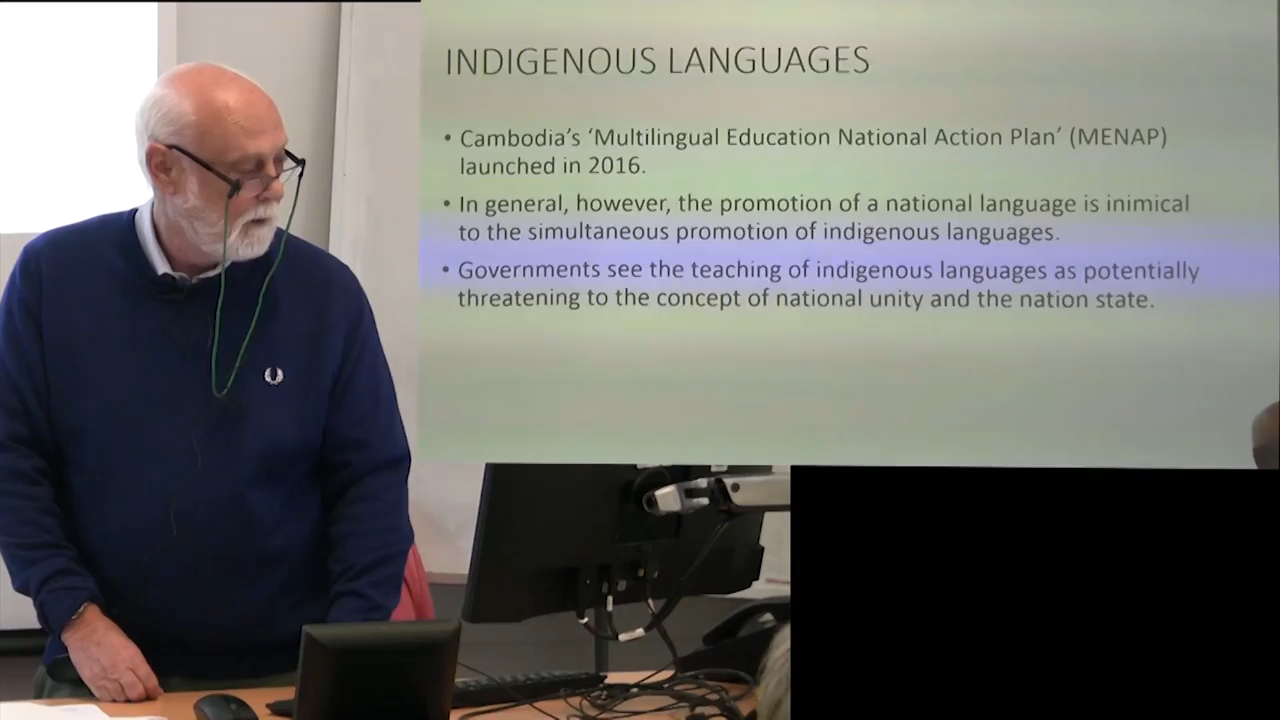 INDIGENOUS LANGUAGES
• Cambodia's 'Multilingual Education National Action Plan' (MENAP)
launched in 2016.
• In general, however, the promotion of a national language is inimical
to the simultaneous promotion of indigenous languages.
• Governments see the teaching of indigenous languages as potentially
threatening to the concept of national unity and the nation state.